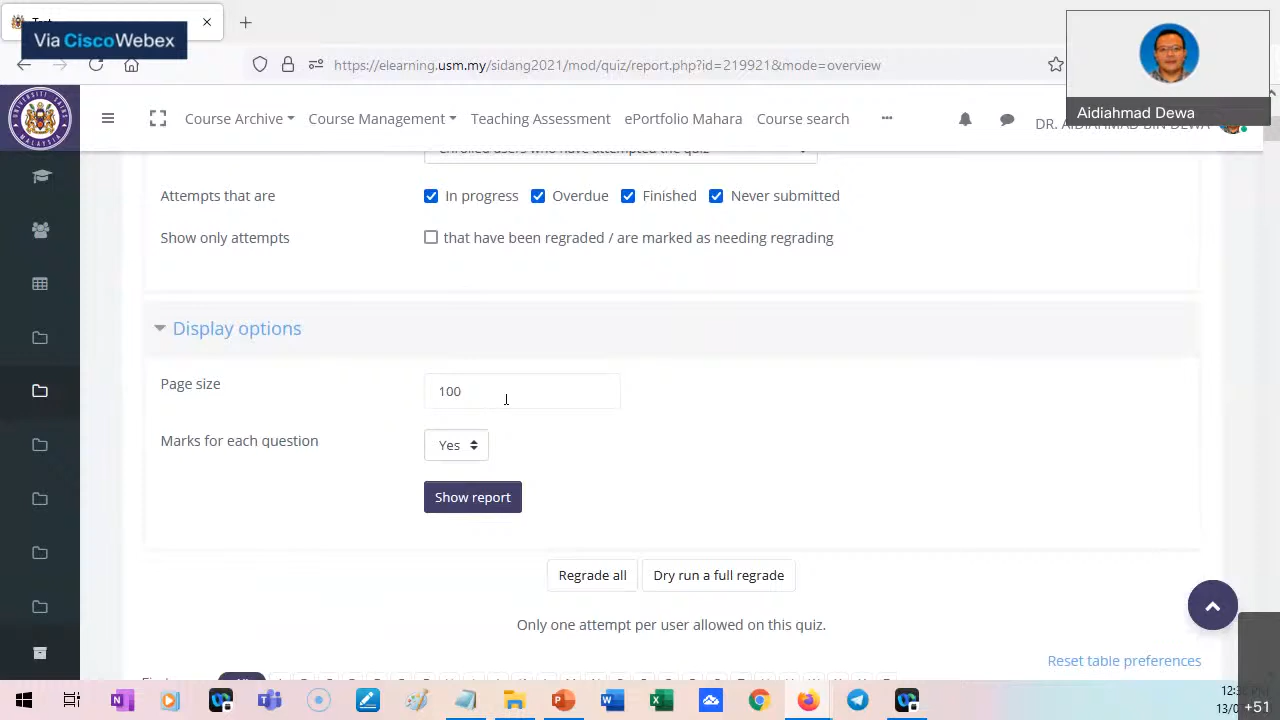 Test
Via CiscoWebex
https://elearning.usm.my/sidang2021/mod/quiz/report.php?id=219921&mode=overview
Aidiahmad Dewa
Course Archive
Course Management
Teaching Assessment
ePortfolio Mahara
Course search
DR. AIDIAHMAD BIN DEWA
Enrolled users who have attempted the quiz
Attempts that are
In progress
Overdue
Finished
Never submitted
Show only attempts
that have been regraded / are marked as needing regrading
Display options
Page size
100
Marks for each question
Yes
Show report
Regrade all
Dry run a full regrade
Only one attempt per user allowed on this quiz.
Reset table preferences
+51